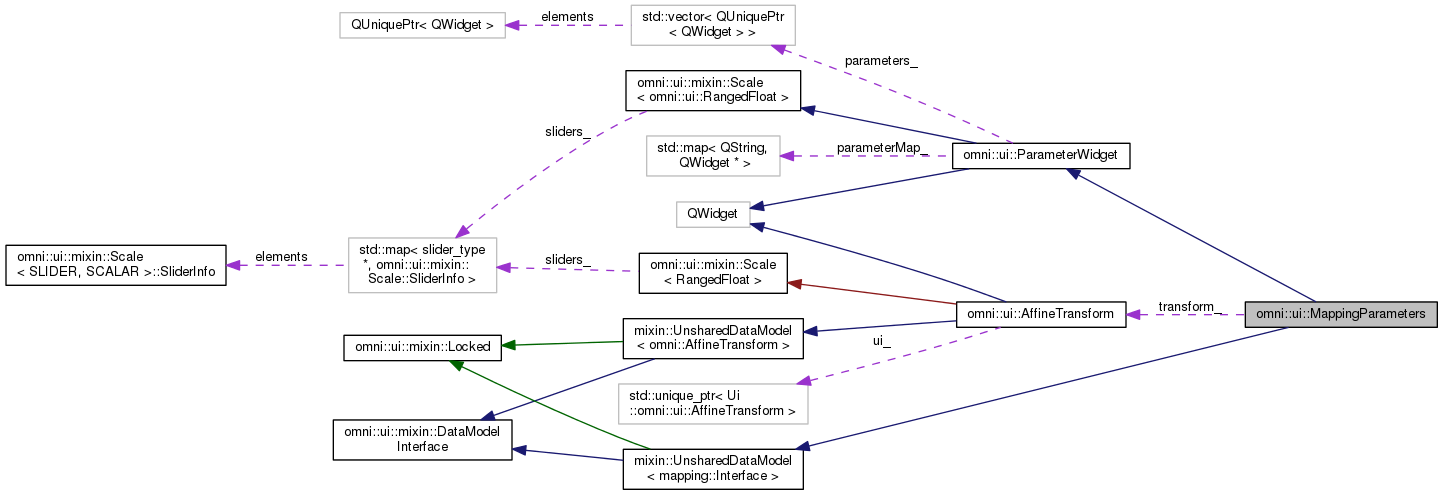 QUniquePtr< QWidget >
elements
std::vector< QUniquePtr
< QWidget > >
parameters_
omni::ui::mixin::Scale
< omni::ui::RangedFloat >
sliders_
std::map< QString,
QWidget * >
parameterMap_
omni::ui::ParameterWidget
QWidget
omni::ui::mixin::Scale
< SLIDER, SCALAR >::SliderInfo
elements
std::map< slider_type
*, omni::ui::mixin::
Scale::SliderInfo >
sliders_
omni::ui::mixin::Scale
< RangedFloat >
omni::ui::AffineTransform
transform_
omni::ui::MappingParameters
omni::ui::mixin::Locked
mixin::UnsharedDataModel
< omni::AffineTransform >
ui_
std::unique_ptr< Ui
::omni::ui::AffineTransform >
omni::ui::mixin::DataModel
Interface
mixin::UnsharedDataModel
< mapping::Interface >